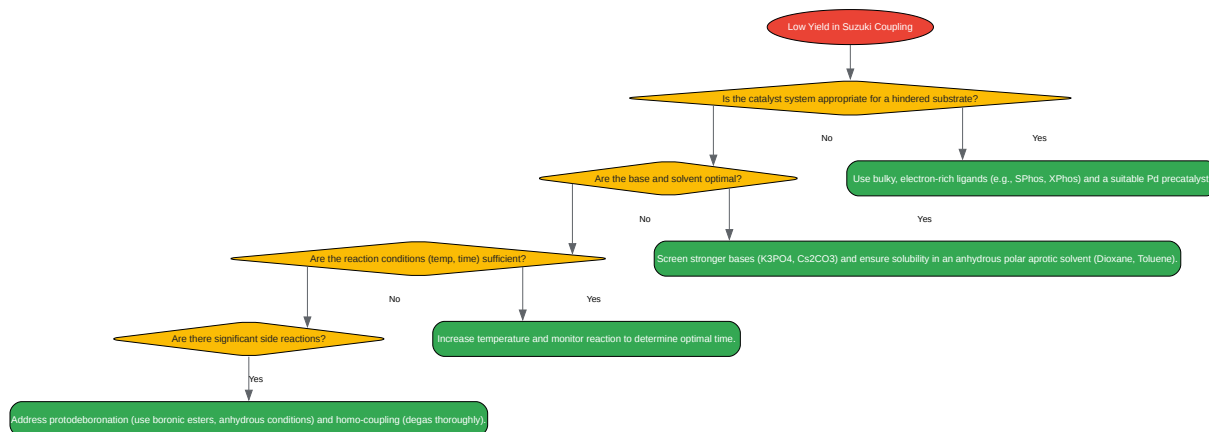 Low Yield in Suzuki Coupling
Is the catalyst system appropriate for a hindered substrate?
No
Yes
Are the base and solvent optimal?
Use bulky, electron-rich ligands (e.g., SPhos, XPhos) and a suitable Pd precatalyst
No
Yes
Are the reaction conditions (temp, time) sufficient?
Screen stronger bases (K3PO4, Cs2CO3) and ensure solubility in an anhydrous polar aprotic solvent (Dioxane, Toluene).
No
Yes
Are there significant side reactions?
Increase temperature and monitor reaction to determine optimal time.
Yes
Address protodeboronation (use boronic esters, anhydrous conditions) and homo-coupling (degas thoroughly).